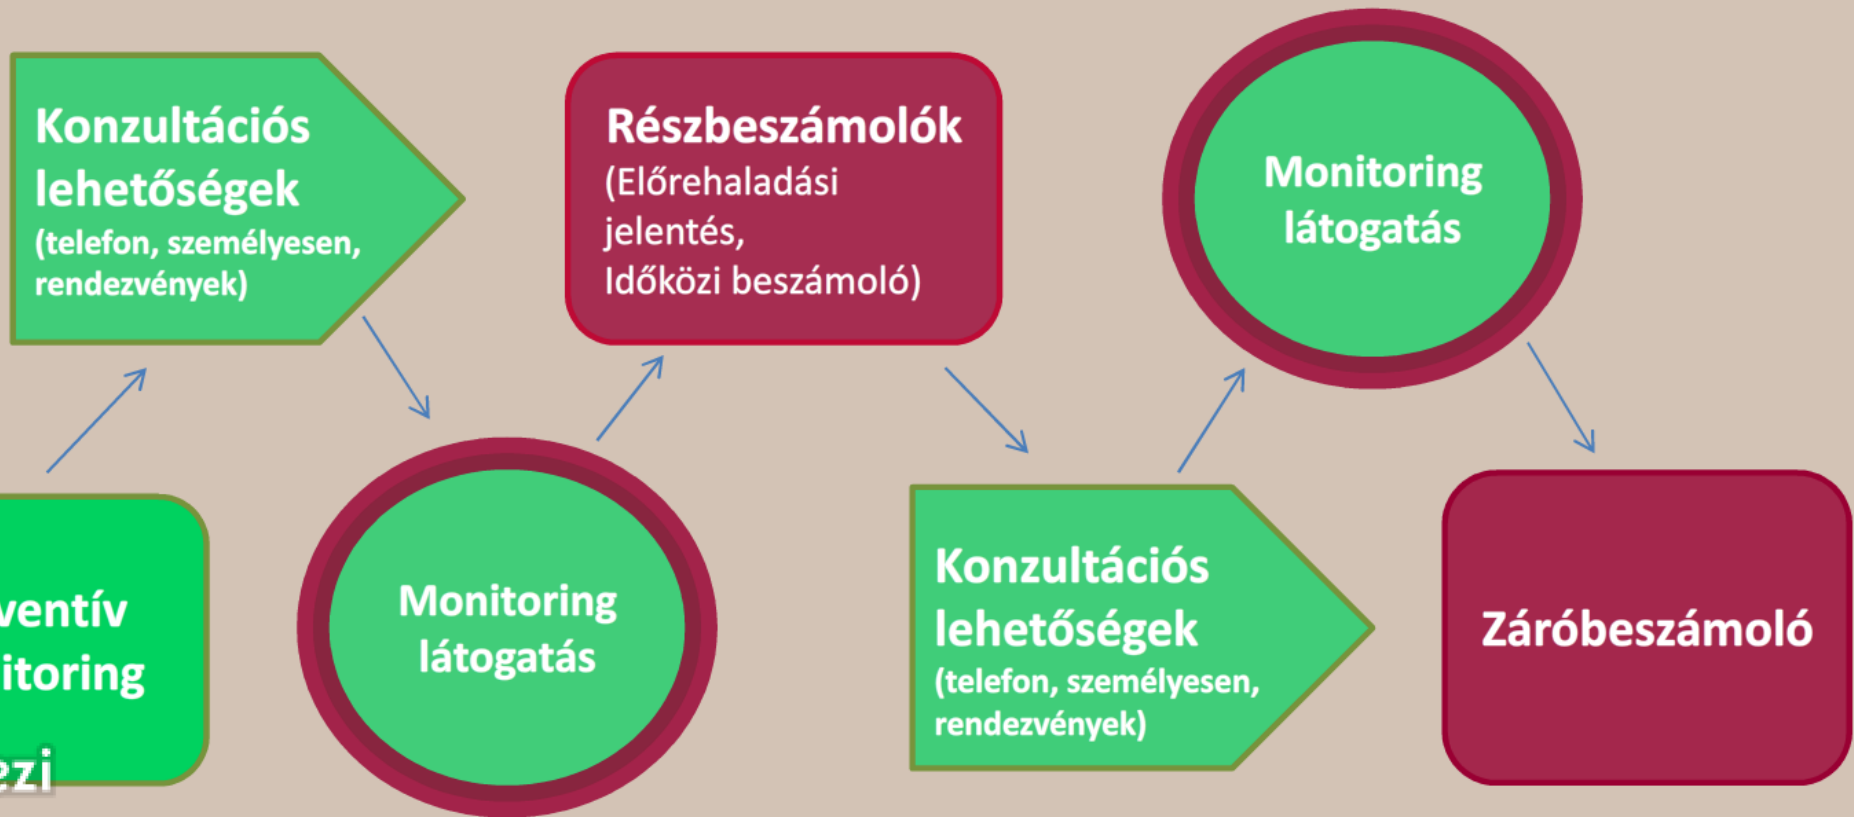 Konzultációs
lehetőségek
(telefon, személyesen,
rendezvények)
Részbeszámolók
(Előrehaladási
jelentés,
Időközi beszámoló)
Monitoring
látogatás
ventív
itoring
ezi
Monitoring
látogatás
Konzultációs
lehetőségek
(telefon, személyesen,
rendezvények)
Záróbeszámoló